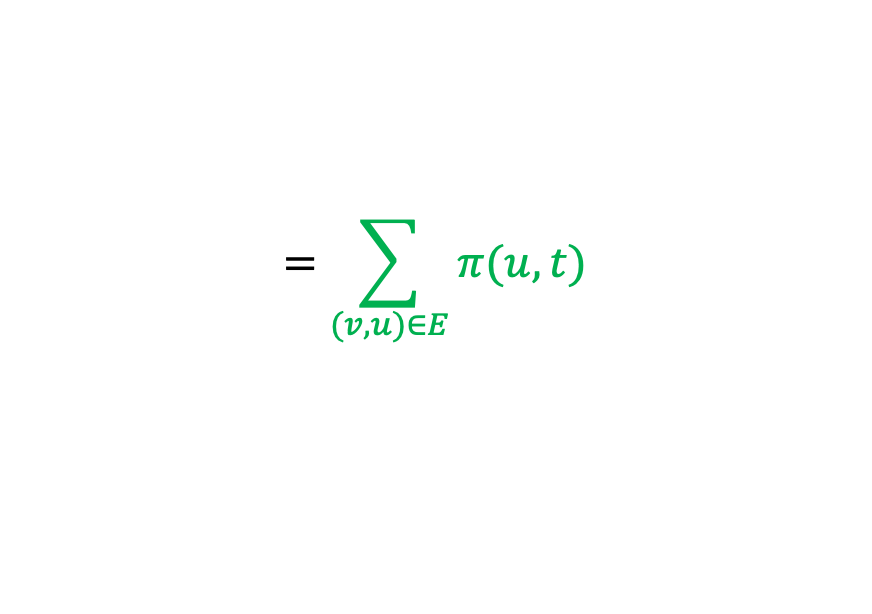 = ∑ π(u, t)
(v,u)∈E